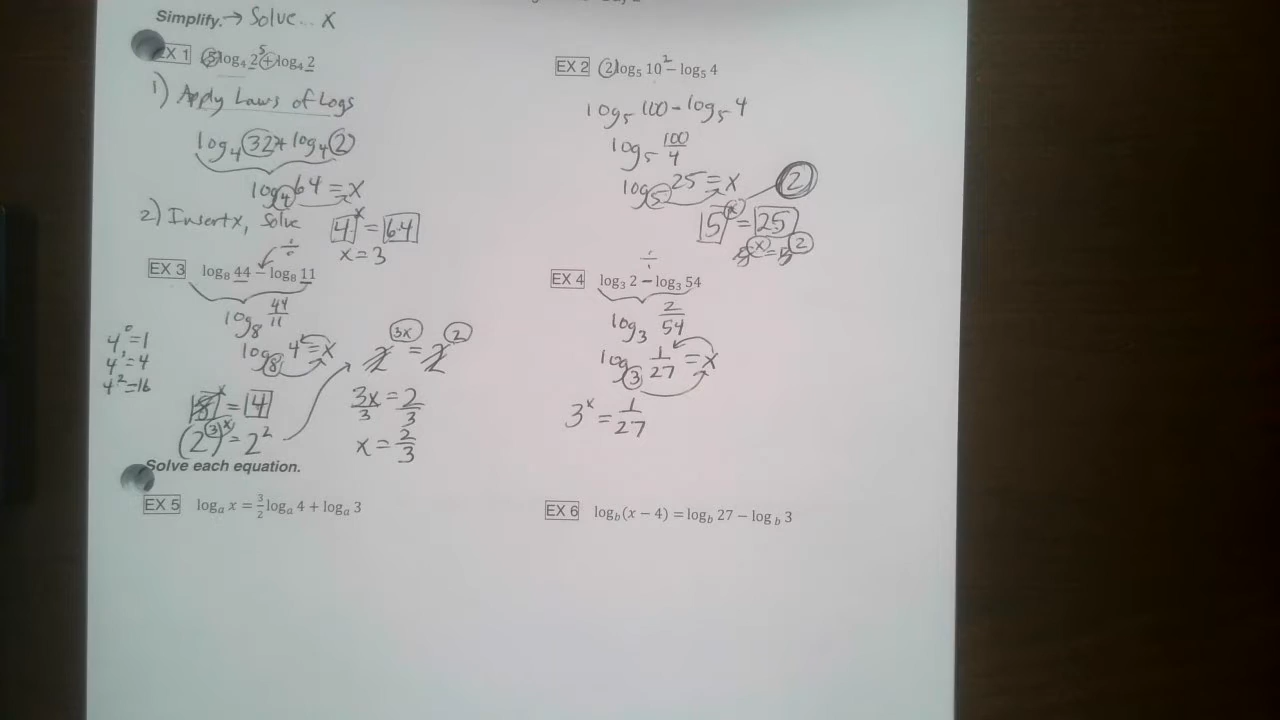 Simplify. → Solve... x
EX 1 5log₄ 2⁵ + log₄ 2
1) Apply Laws of Logs
log₄ 32 + log₄ 2
log₄ 64 = x
2) Insert x, Solve
4ˣ = 64
x = 3
EX 2 2log₅ 10² − log₅ 4
log₅ 100 − log₅ 4
log₅ 100/4
log₅ 25 = x
2
5ˣ = 25
5ˣ = 5²
EX 3 log₈ 44 − log₈ 11
÷
log₈ 44/11
log₈ 4 = x
4⁰ = 1
4¹ = 4
4² = 16
8ˣ = 4
(2³)ˣ = 2²
2³ˣ = 2²
3x/3 = 2/3
x = 2/3
EX 4 log₃ 2 − log₃ 54
÷
log₃ 2/54
log₃ 1/27 = x
3ˣ = 1/27
Solve each equation.
EX 5 logₐ x = 3/2 logₐ 4 + logₐ 3
EX 6 log_b(x − 4) = log_b 27 − log_b 3